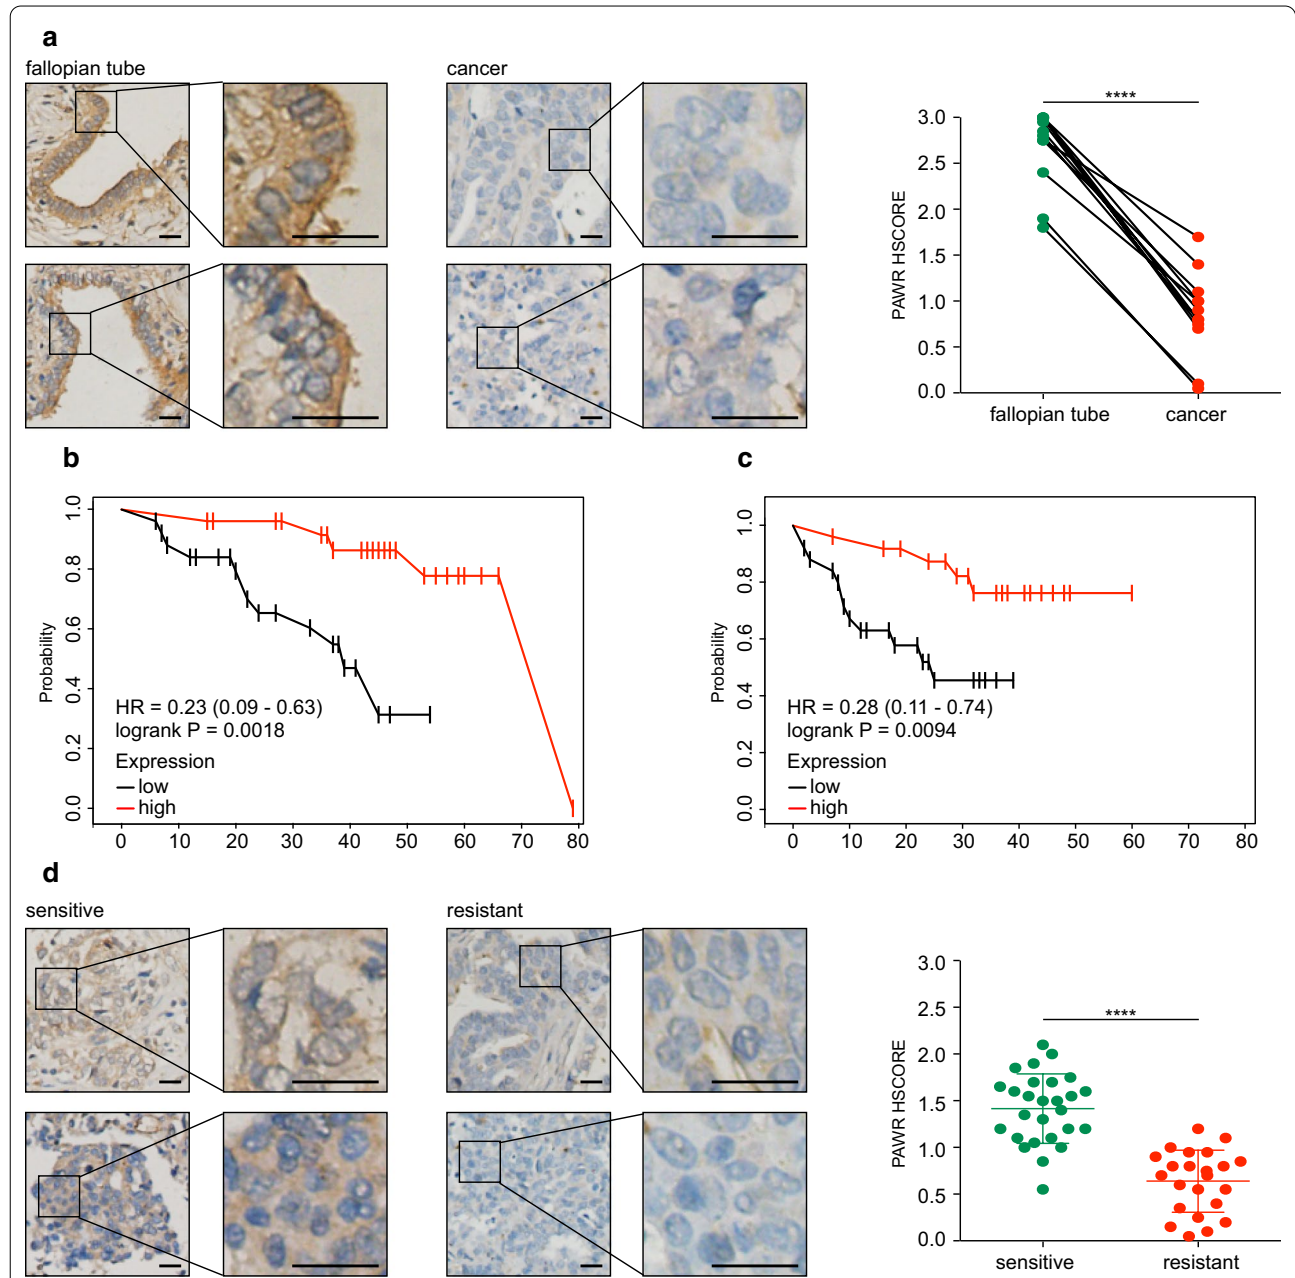 a
fallopian tube
cancer
****
PAWR HSCORE
3.0
2.5
2.0
1.5
1.0
0.5
0.0
fallopian tube cancer
b
Probability
1.0
0.8
0.6
0.4
0.2
0.0
HR = 0.23 (0.09 - 0.63)
logrank P = 0.0018
Expression
low
high
0 10 20 30 40 50 60 70 80
c
Probability
1.0
0.8
0.6
0.4
0.2
0.0
HR = 0.28 (0.11 - 0.74)
logrank P = 0.0094
Expression
low
high
0 10 20 30 40 50 60 70 80
d
sensitive
resistant
****
PAWR HSCORE
3.0
2.5
2.0
1.5
1.0
0.5
0.0
sensitive resistant